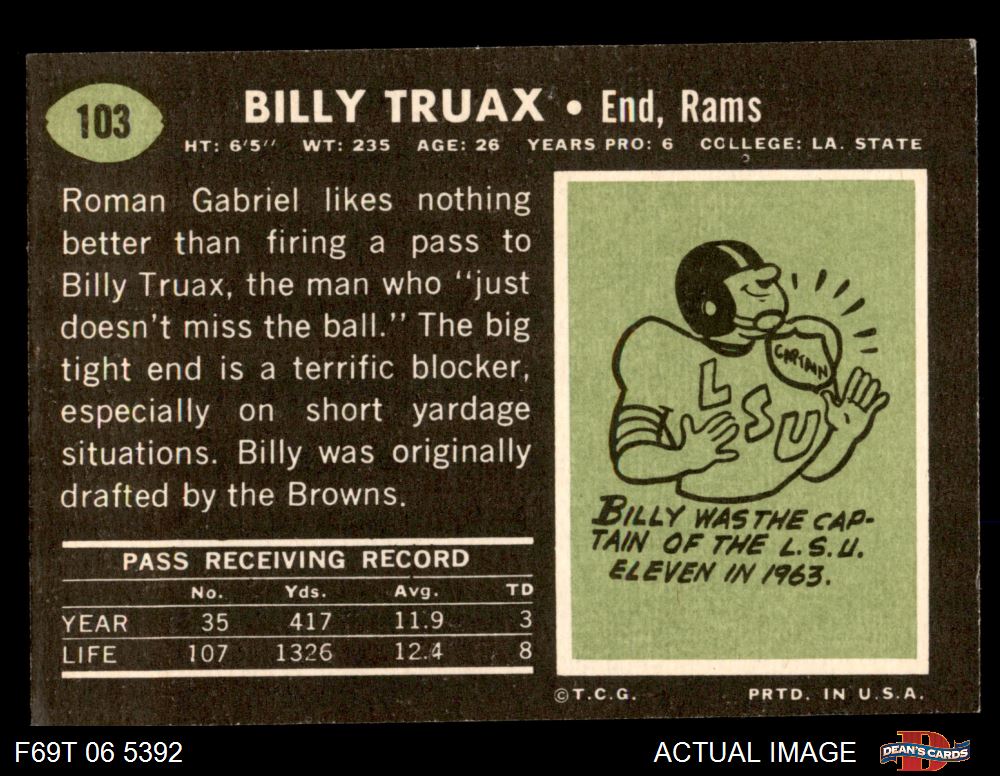 103
BILLY TRUAX • End, Rams
HT: 6'5" WT: 235 AGE: 26 YEARS PRO: 6 COLLEGE: LA. STATE
Roman Gabriel likes nothing
better than firing a pass to
Billy Truax, the man who "just
doesn't miss the ball." The big
tight end is a terrific blocker,
especially on short yardage
situations. Billy was originally
drafted by the Browns.
PASS RECEIVING RECORD
No. Yds. Avg. TD
YEAR 35 417 11.9 3
LIFE 107 1326 12.4 8
CAPTAIN
LSU
BILLY WAS THE CAP-
TAIN OF THE L.S.U.
ELEVEN IN 1963.
©T.C.G. PRTD. IN U.S.A.
F69T 06 5392
ACTUAL IMAGE
D
DEAN'S CARDS